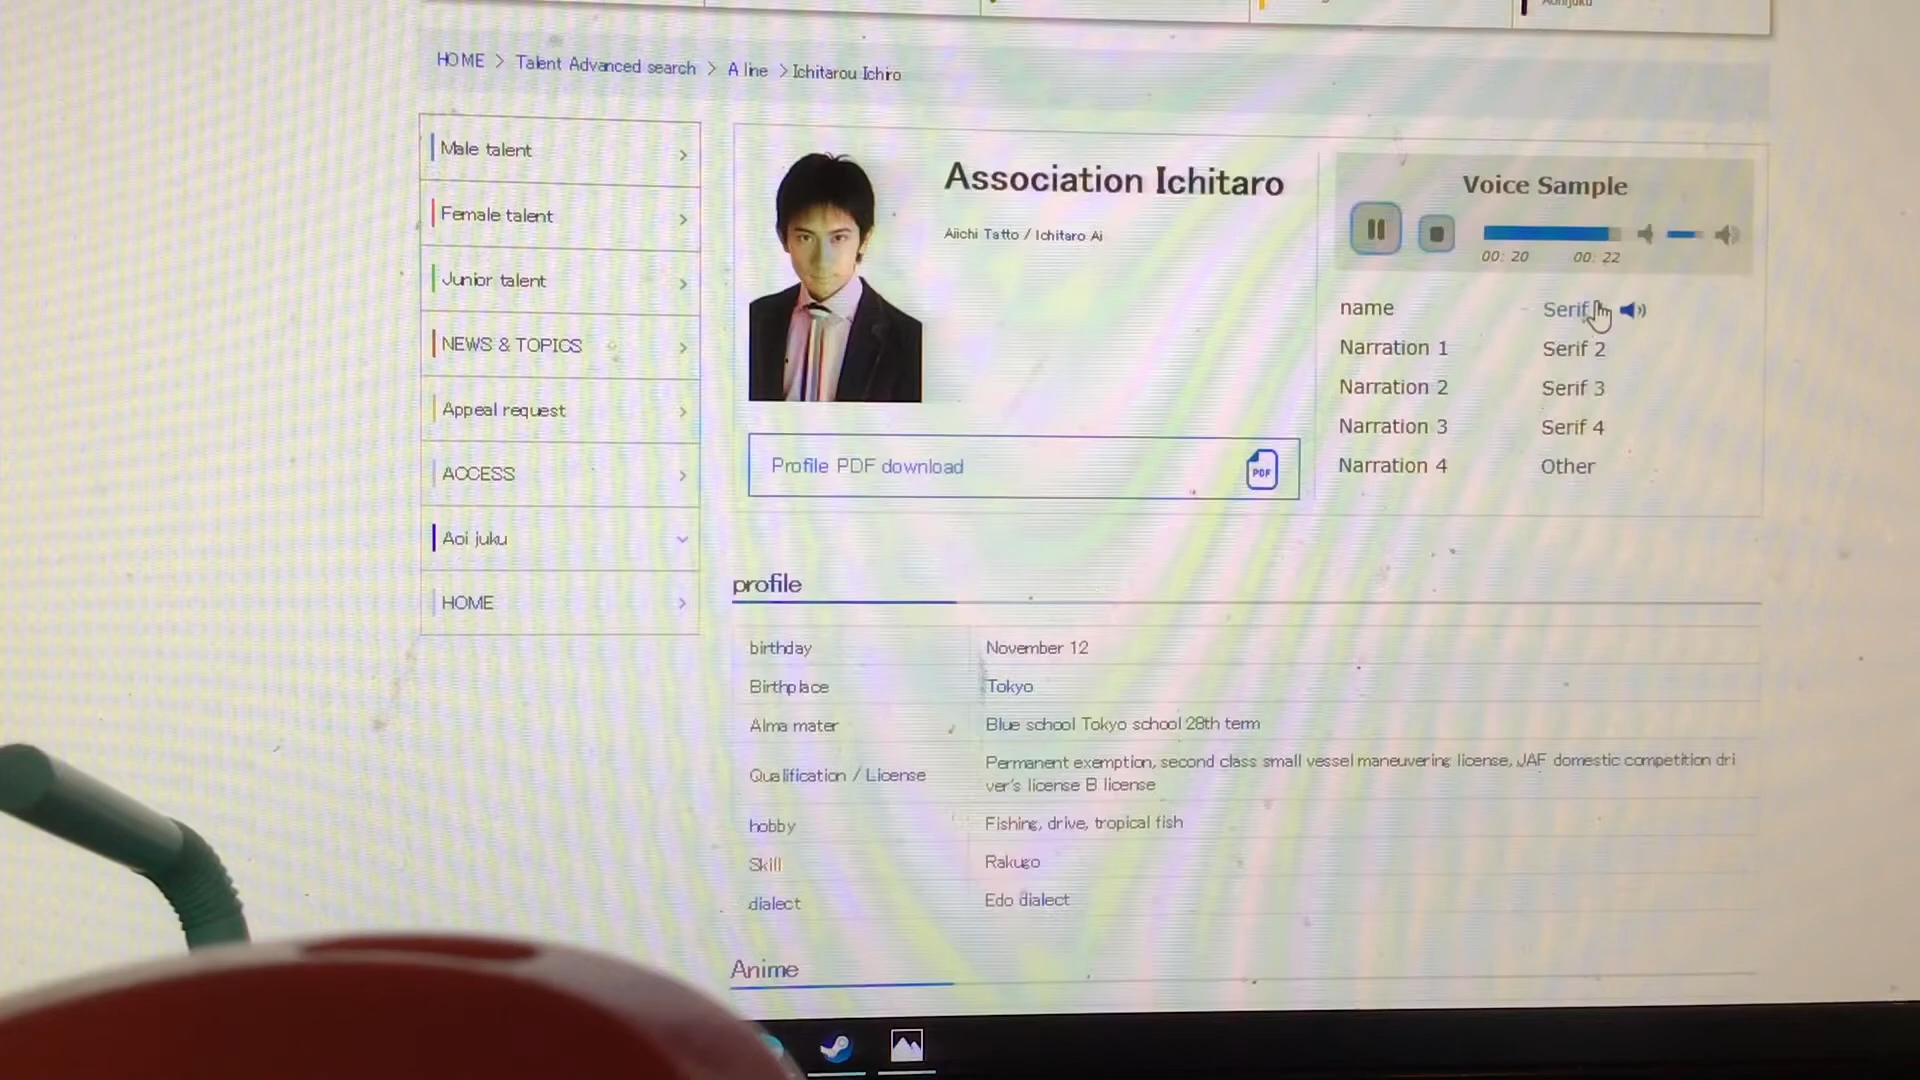 HOME > Talent Advanced search > A line > Ichitarou Ichiro
Male talent
Female talent
Junior talent
NEWS & TOPICS
Appeal request
ACCESS
Aoi juku
HOME
Association Ichitaro
Aiichi Tatto / Ichitaro Ai
Profile PDF download
PDF
Voice Sample
00: 20 00: 22
name Serif
Narration 1 Serif 2
Narration 2 Serif 3
Narration 3 Serif 4
Narration 4 Other
profile
birthday November 12
Birthplace Tokyo
Alma mater Blue school Tokyo school 28th term
Qualification / License Permanent exemption, second class small vessel maneuvering license, JAF domestic competition dri
ver's license B license
hobby Fishing, drive, tropical fish
Skill Rakugo
dialect Edo dialect
Anime